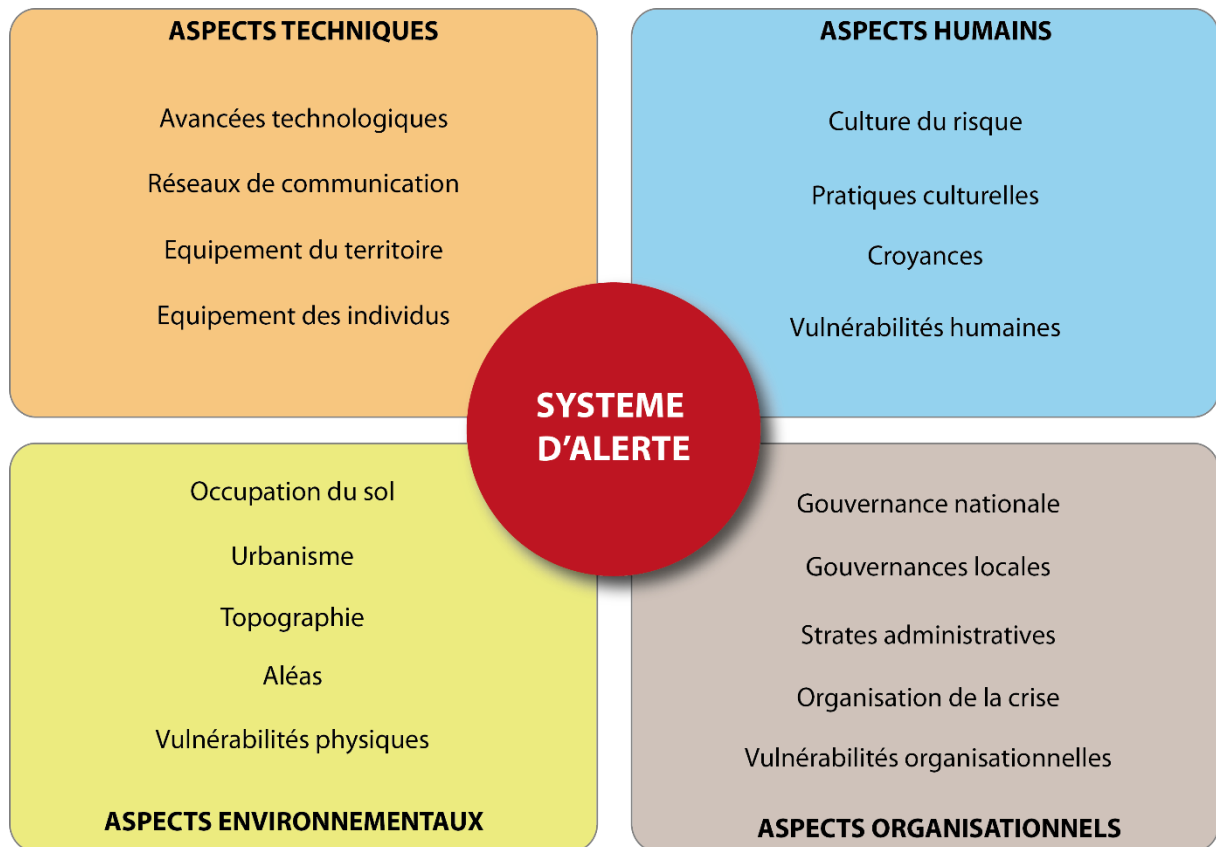 ASPECTS TECHNIQUES
Avancées technologiques
Réseaux de communication
Equipement du territoire
Equipement des individus
ASPECTS HUMAINS
Culture du risque
Pratiques culturelles
Croyances
Vulnérabilités humaines
SYSTEME
D'ALERTE
Occupation du sol
Urbanisme
Topographie
Aléas
Vulnérabilités physiques
ASPECTS ENVIRONNEMENTAUX
Gouvernance nationale
Gouvernances locales
Strates administratives
Organisation de la crise
Vulnérabilités organisationnelles
ASPECTS ORGANISATIONNELS